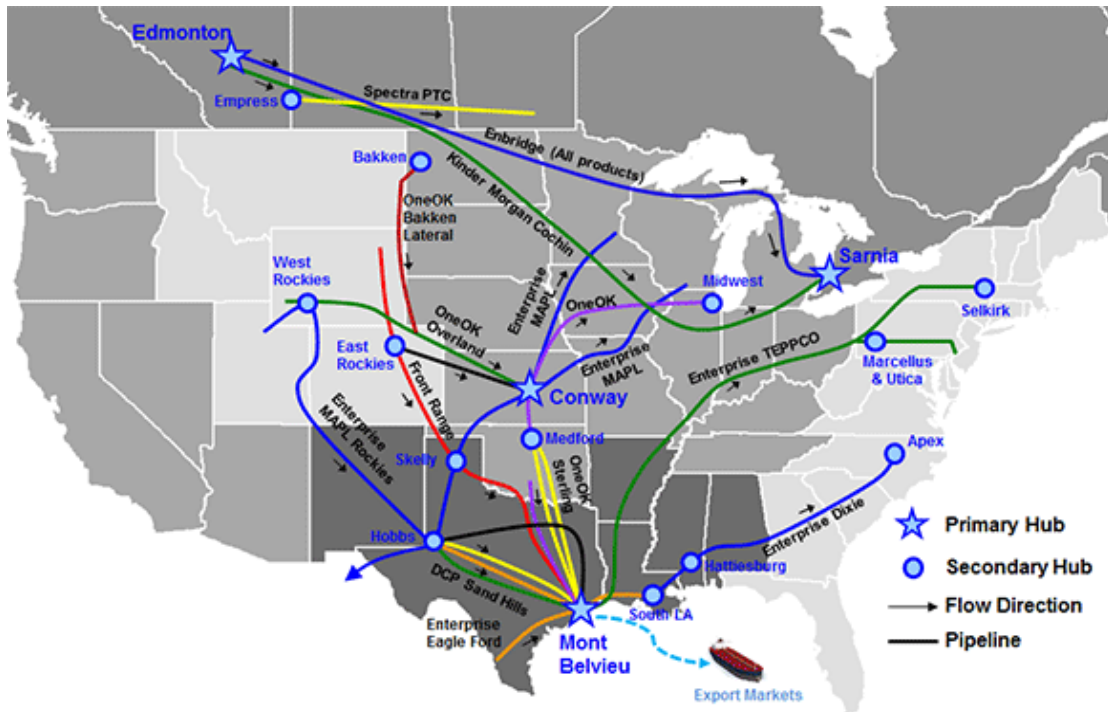 Edmonton
Empress
Spectra PTC
Enbridge (All products)
Kinder Morgan Cochin
Bakken
OneOK
Bakken
Lateral
West
Rockies
Sarnia
Midwest
Selkirk
Enterprise
MAPL
OneOK
OneOK
Overland
East
Rockies
Enterprise
MAPL
Enterprise TEPPCO
Marcellus
& Utica
Front Range
Conway
Enterprise
MAPL Rockies
Medford
Skelly
OneOK
Sterling
Apex
Hobbs
DCP Sand Hills
Enterprise Dixie
Hattiesburg
South LA
Enterprise
Eagle Ford
Mont
Belvieu
Export Markets
Primary Hub
Secondary Hub
Flow Direction
Pipeline